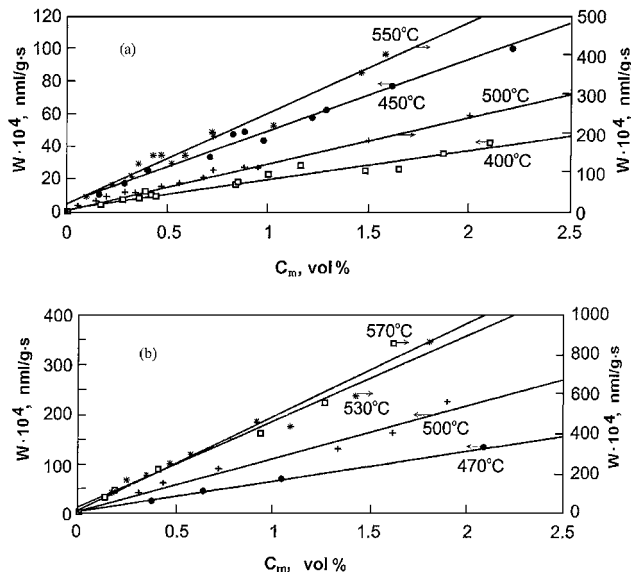 (a)
W·10⁴, nml/g·s
120
100
80
60
40
20
0
550°C
450°C
500°C
400°C
500
400
300
200
100
0
W·10⁴, nml/g·s
0 0.5 1 1.5 2 2.5
Cm, vol %
(b)
W·10⁴, nml/g·s
400
300
200
100
0
570°C
530°C
500°C
470°C
1000
800
600
400
200
0
W·10⁴, nml/g·s
0 0.5 1 1.5 2 2.5
Cm, vol %